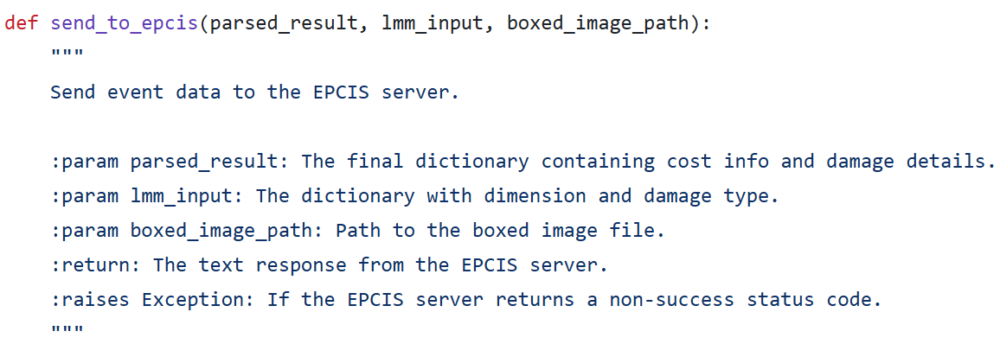 def send_to_epcis(parsed_result, lmm_input, boxed_image_path):
    """
    Send event data to the EPCIS server.

    :param parsed_result: The final dictionary containing cost info and damage details.
    :param lmm_input: The dictionary with dimension and damage type.
    :param boxed_image_path: Path to the boxed image file.
    :return: The text response from the EPCIS server.
    :raises Exception: If the EPCIS server returns a non-success status code.
    """